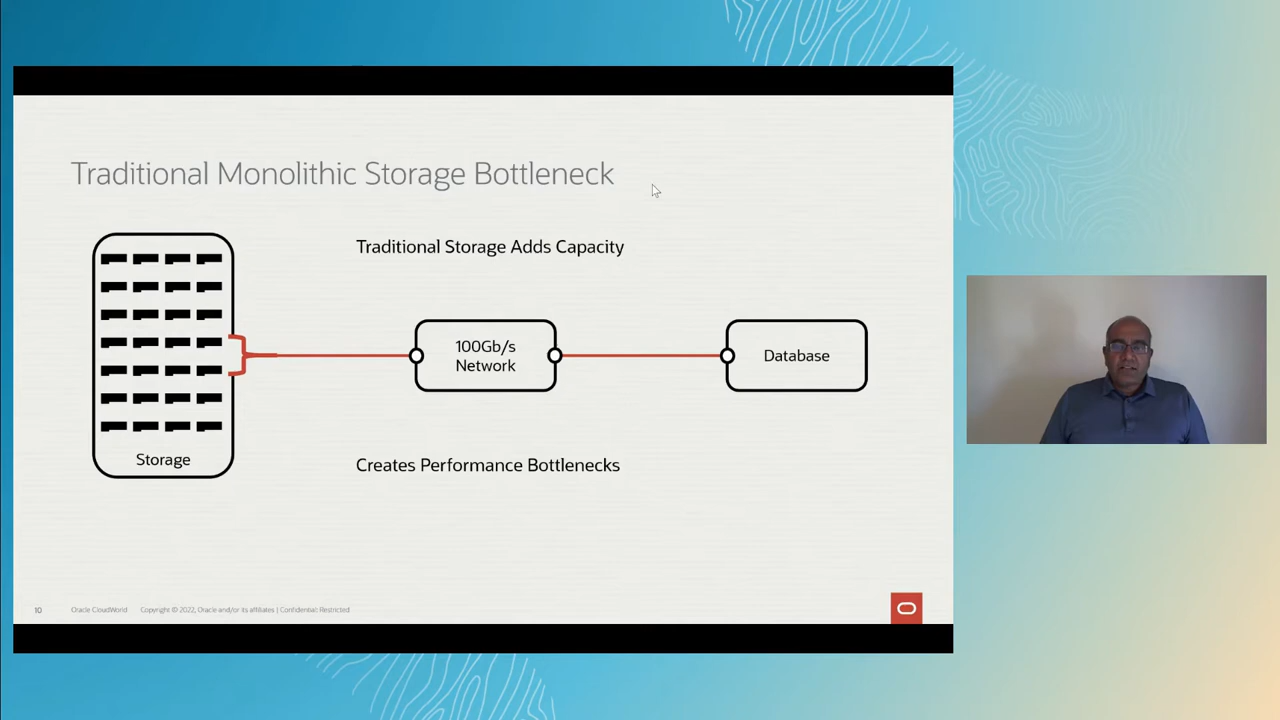 Traditional Monolithic Storage Bottleneck
Traditional Storage Adds Capacity
100Gb/s
Network
Database
Storage
Creates Performance Bottlenecks
10 Oracle CloudWorld Copyright © 2022, Oracle and/or its affiliates | Confidential: Restricted